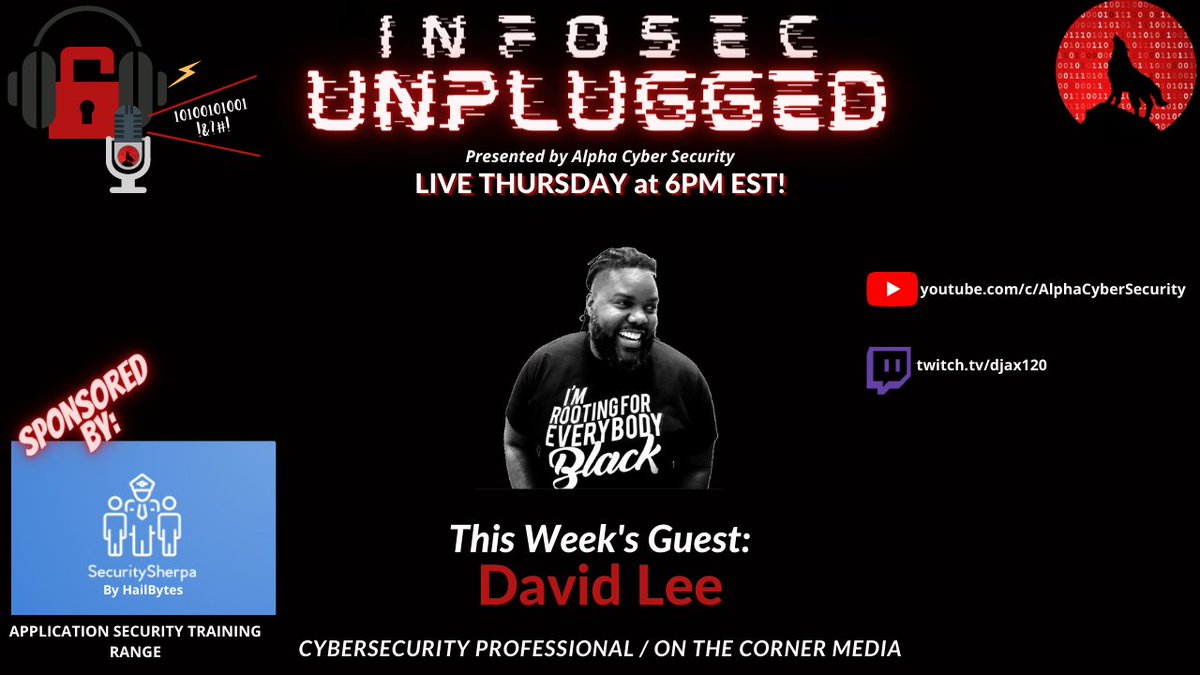 INFOSEC
UNPLUGGED
Presented by Alpha Cyber Security
LIVE THURSDAY at 6PM EST!
10100101001
!&?#!
youtube.com/c/AlphaCyberSecurity
twitch.tv/djax120
I'M
ROOTING FOR
EVERYBODY
Black
SPONSORED
BY:
SecuritySherpa
By HailBytes
APPLICATION SECURITY TRAINING
RANGE
This Week's Guest:
David Lee
CYBERSECURITY PROFESSIONAL / ON THE CORNER MEDIA